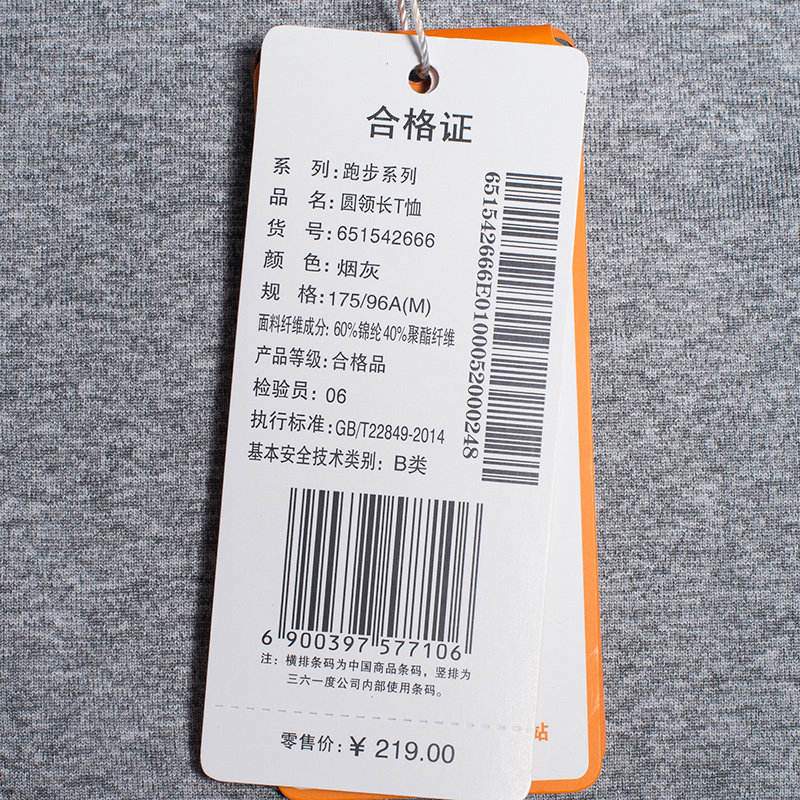 合格证
系 列:跑步系列
品 名:圆领长T恤
货 号:651542666
颜 色:烟灰
规 格:175/96A(M)
面料纤维成分: 60%锦纶 40%聚酯纤维
产品等级:合格品
检验员: 06
执行标准:GB/T22849-2014
基本安全技术类别: B类
651542666E0100052000248
6 900397 577106
注: 横排条码为中国商品条码，竖排为
三六一度公司内部使用条码。
零售价:¥ 219.00
站